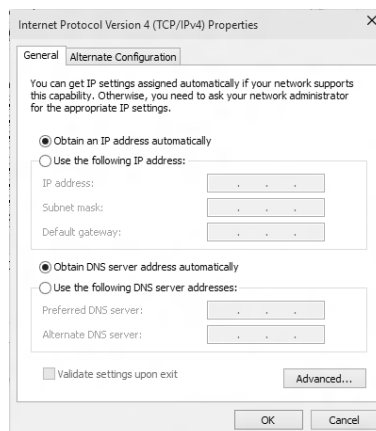 Internet Protocol Version 4 (TCP/IPv4) Properties
General
Alternate Configuration
You can get IP settings assigned automatically if your network supports
this capability. Otherwise, you need to ask your network administrator
for the appropriate IP settings.
Obtain an IP address automatically
Use the following IP address:
IP address:
Subnet mask:
Default gateway:
Obtain DNS server address automatically
Use the following DNS server addresses:
Preferred DNS server:
Alternate DNS server:
Validate settings upon exit
Advanced...
OK
Cancel